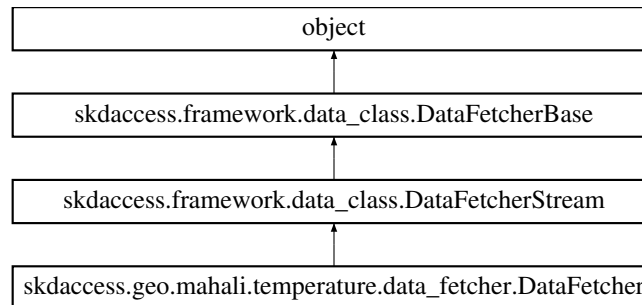 object
skdaccess.framework.data_class.DataFetcherBase
skdaccess.framework.data_class.DataFetcherStream
skdaccess.geo.mahali.temperature.data_fetcher.DataFetcher